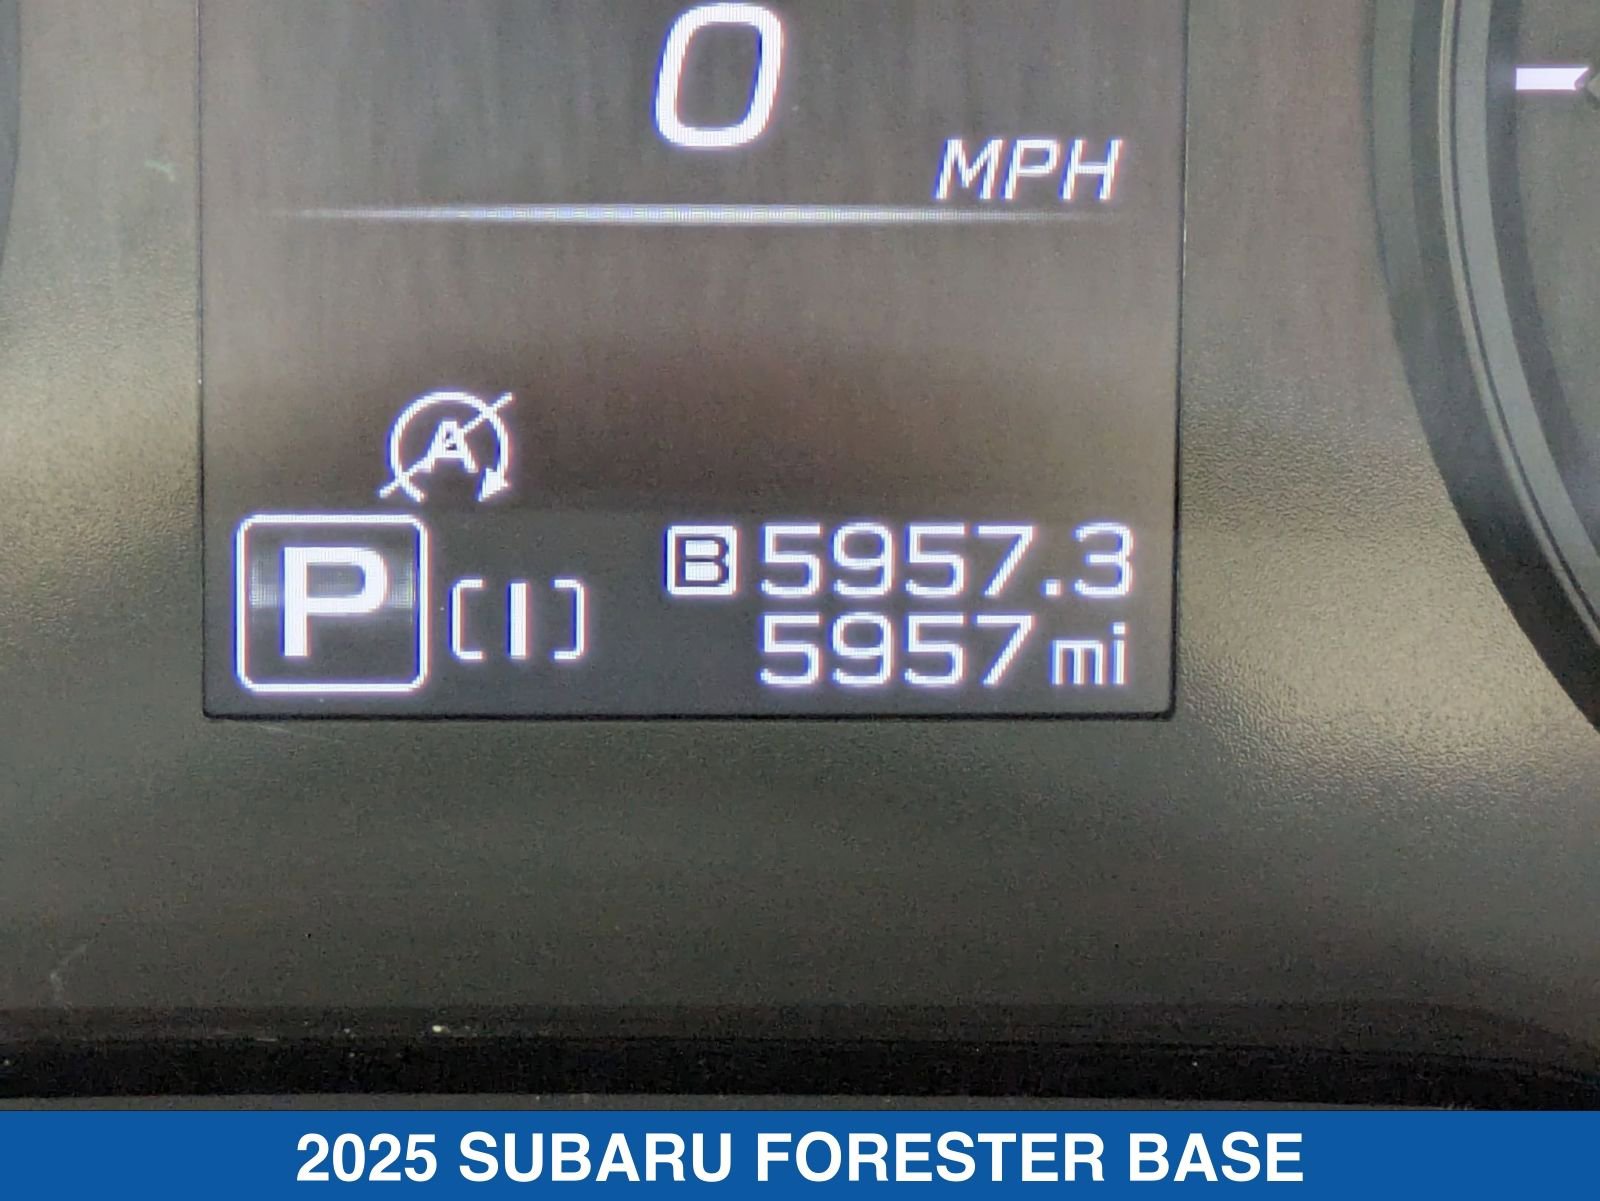 0
MPH
A
B 5957.3
P [I] 5957 mi
2025 SUBARU FORESTER BASE